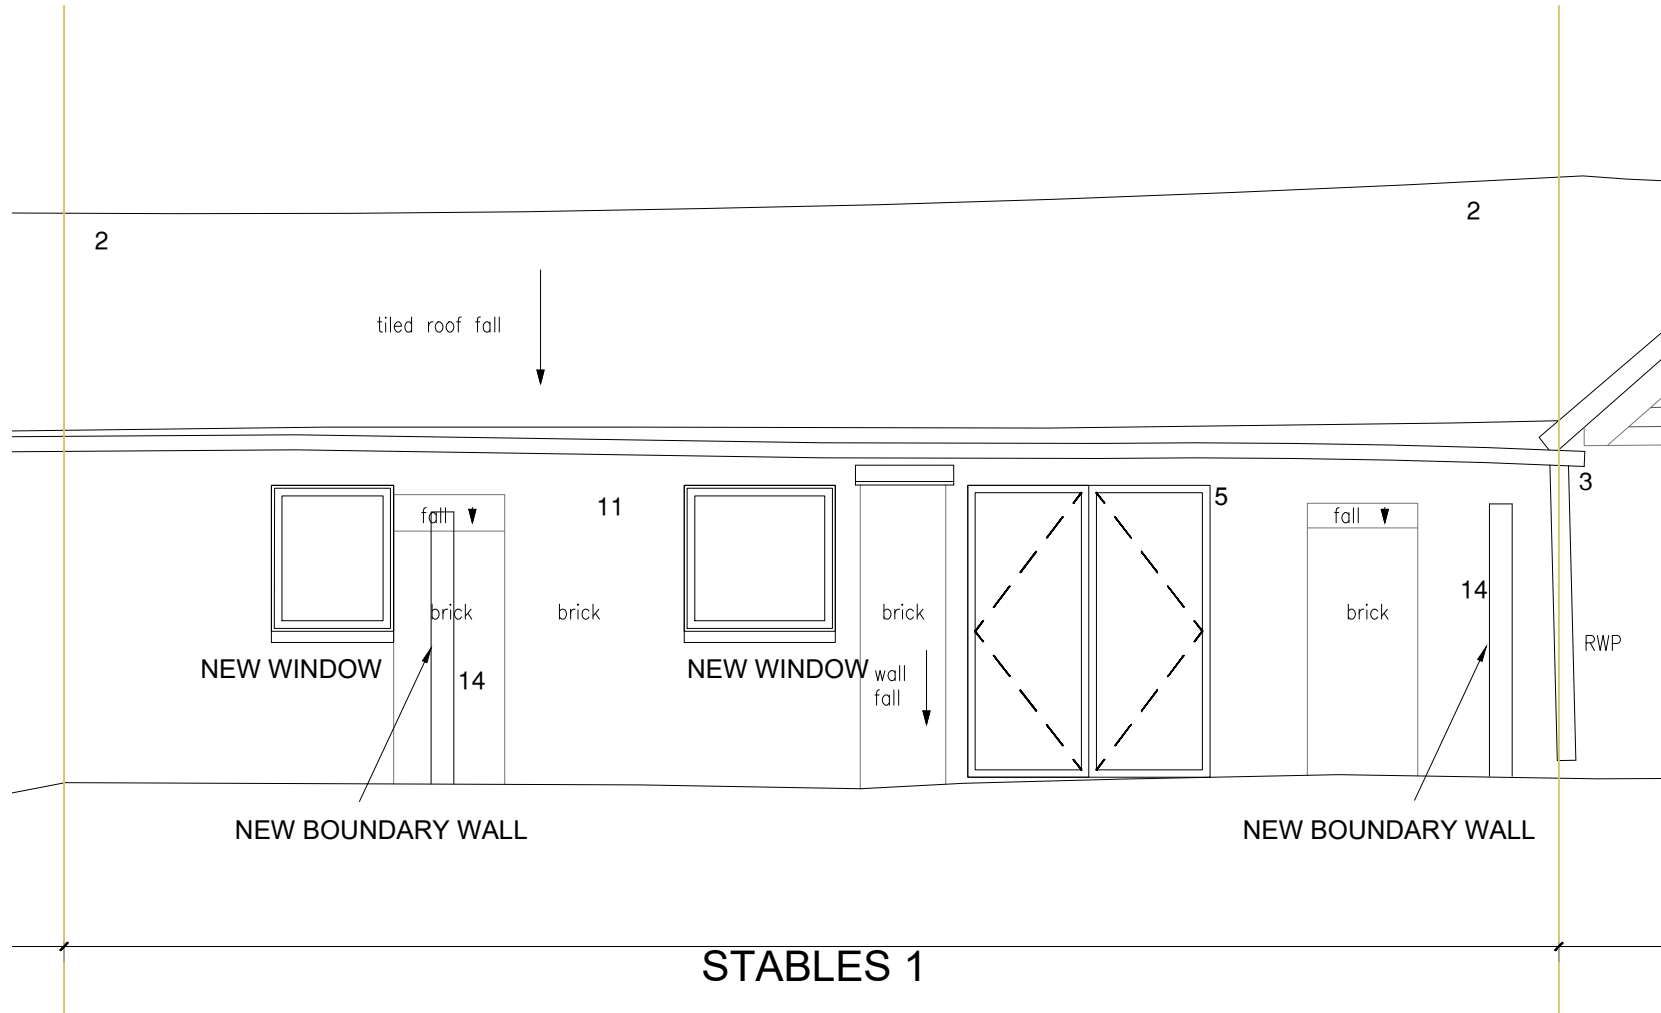 2
2
tiled roof fall
3
5
11
fall
fall
14
brick
brick
brick
brick
RWP
NEW WINDOW
NEW WINDOW
wall
fall
14
NEW BOUNDARY WALL
NEW BOUNDARY WALL
STABLES 1